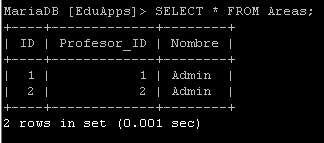 MariaDB [EduApps]> SELECT * FROM Areas;
+----+-------------+--------+
| ID | Profesor_ID | Nombre |
+----+-------------+--------+
|  1 |           1 | Admin  |
|  2 |           2 | Admin  |
+----+-------------+--------+
2 rows in set (0.001 sec)